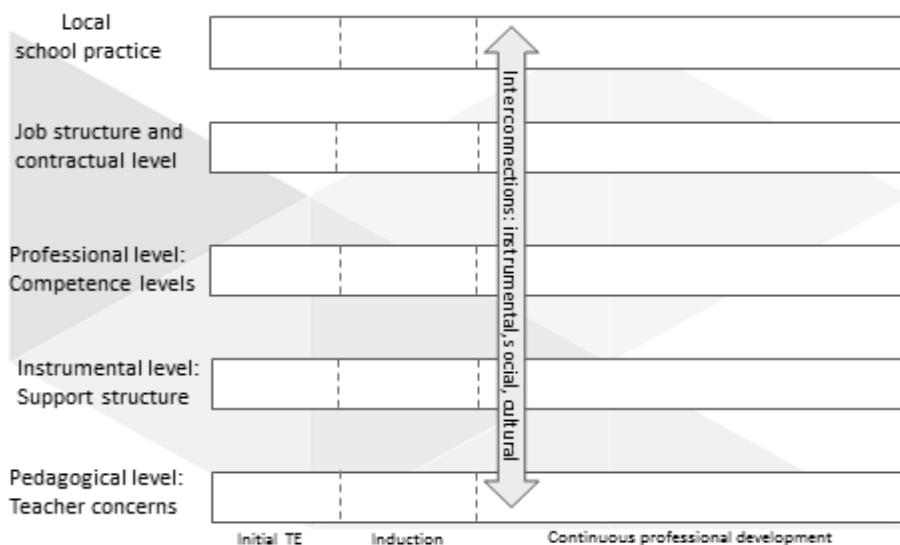 Local
school practice
Job structure and
contractual level
Professional level:
Competence levels
Instrumental level:
Support structure
Pedagogical level:
Teacher concerns
Interconnections: instrumental, social, cultural
Initial TE
Induction
Continuous professional development